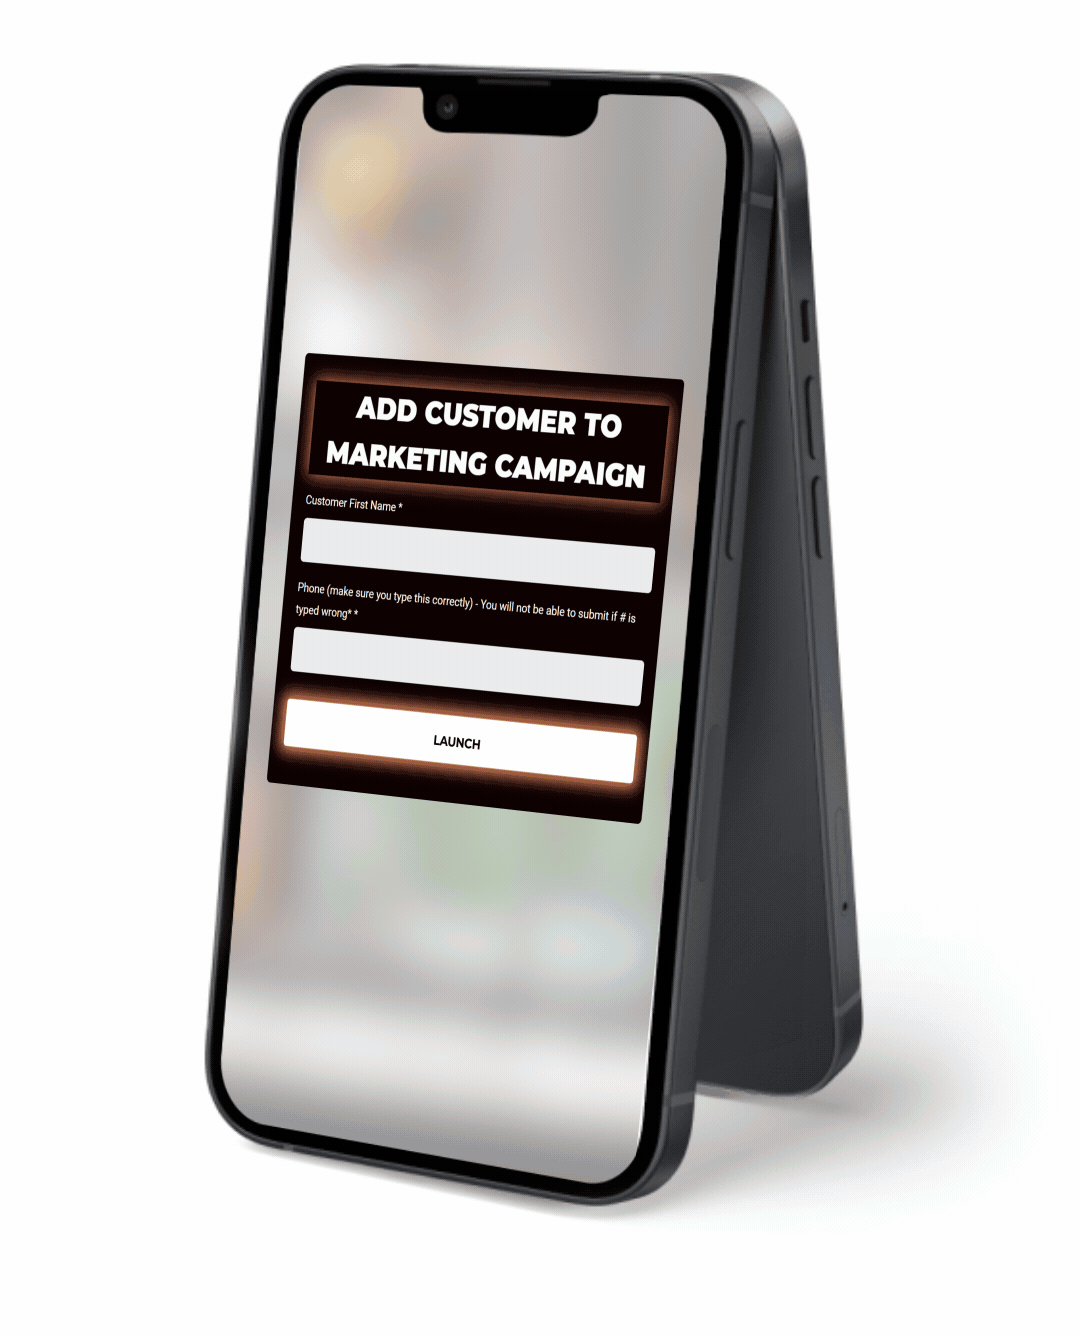 ADD CUSTOMER TO
MARKETING CAMPAIGN
Customer First Name *
Phone (make sure you type this correctly) - You will not be able to submit if # is
typed wrong* *
LAUNCH